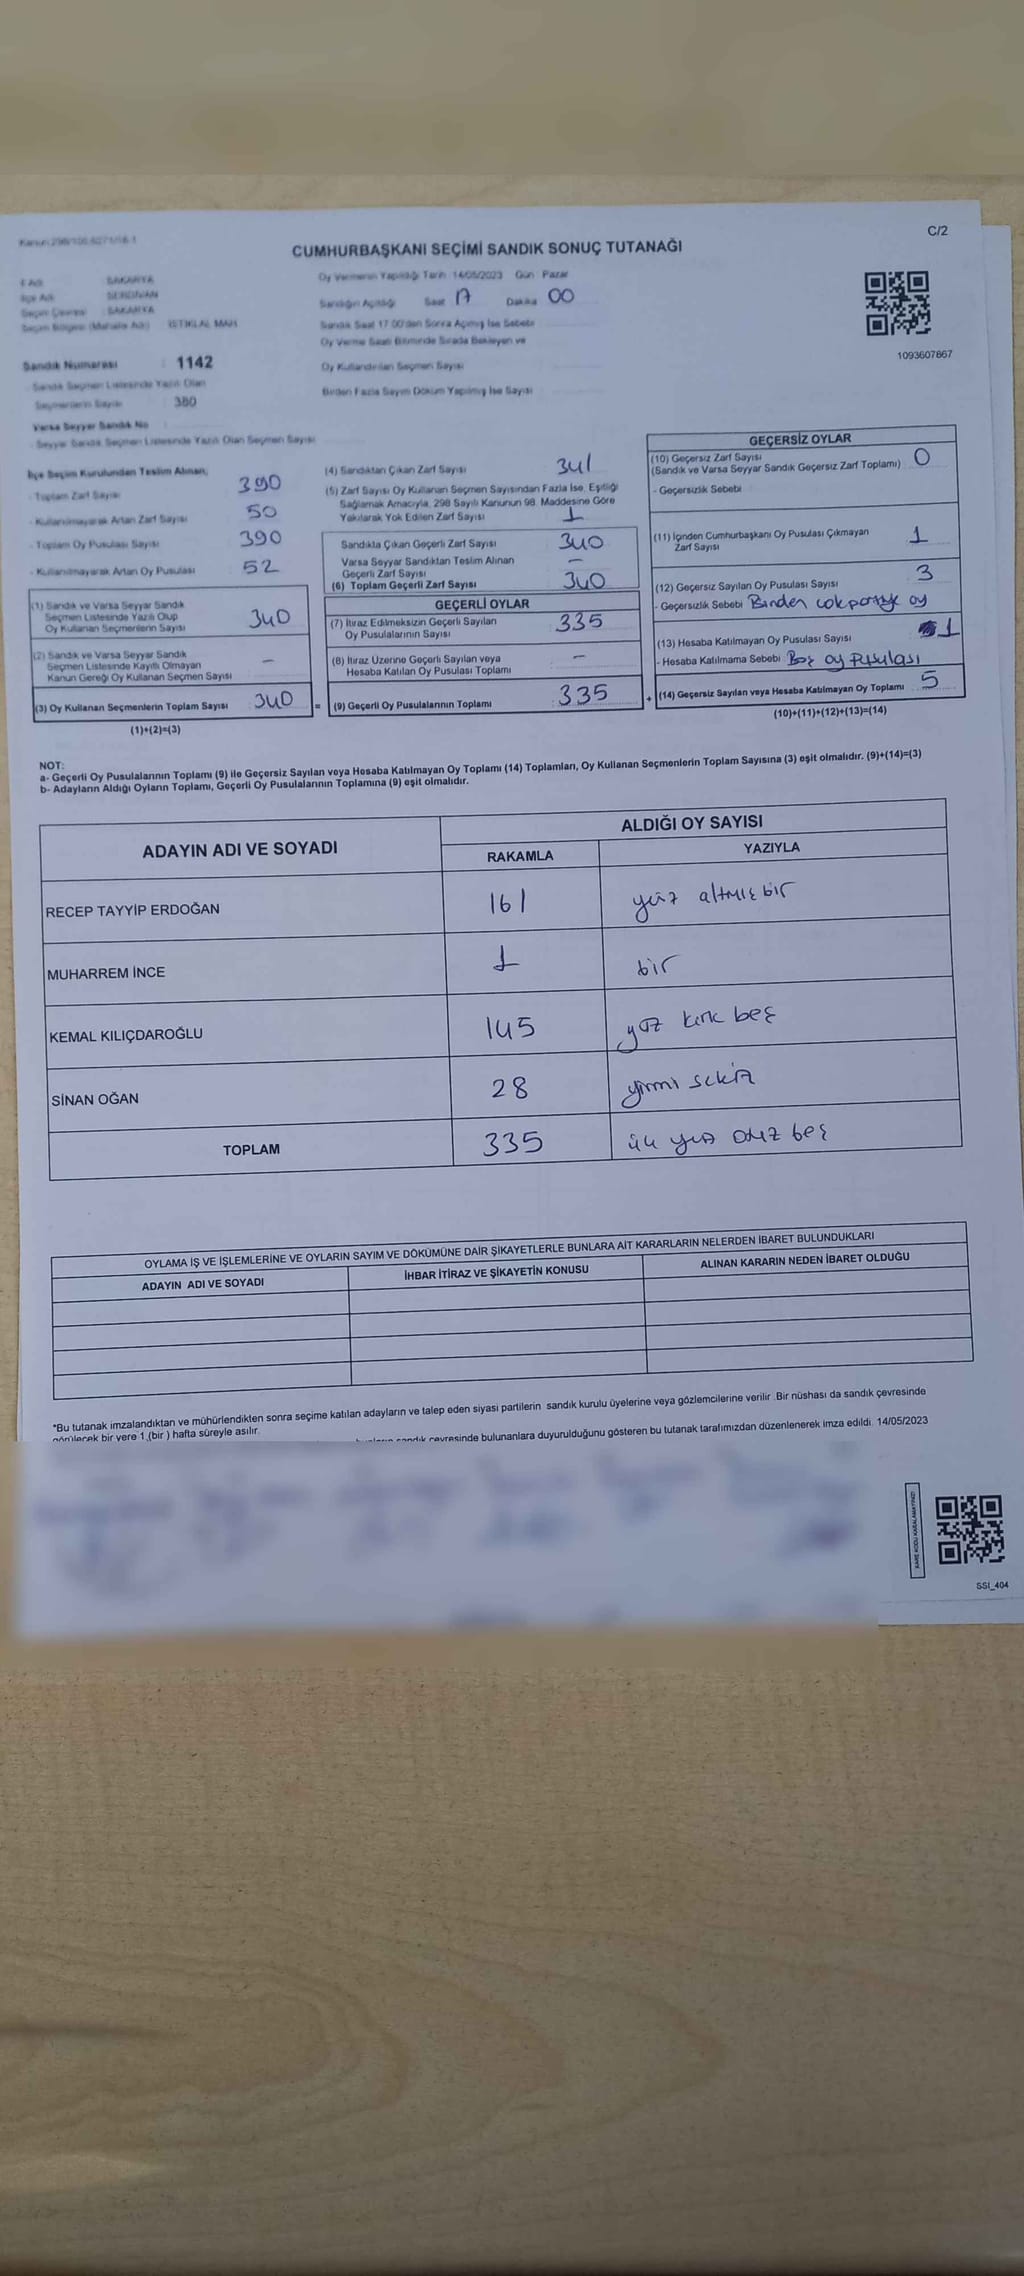 C/2
CUMHURBAŞKANI SEÇİMİ SANDIK SONUÇ TUTANAĞI
İl Adı SAKARYA
İlçe Adı SERDİVAN
Seçim Çevresi SAKARYA
Seçim Bölgesi (Mahalle Adı) İSTİKLAL MAH.
Sandık Numarası : 1142
Sandık Seçmen Listesinde Yazılı Olan
Seçmenlerin Sayısı : 380
Varsa Seyyar Sandık No
- Seyyar Sandık Seçmen Listesinde Yazılı Olan Seçmen Sayısı
Oy Vermenin Yapıldığı Tarih 14/05/2023 Gün Pazar
Sandığın Açıldığı Saat 17 Dakika 00
Sandık Saat 17:00'den Sonra Açılmış İse Sebebi
Oy Verme Saati Bitiminde Sırada Bekleyen ve
Oy Kullandırılan Seçmen Sayısı
Birden Fazla Sayım Döküm Yapılmış İse Sayısı
1093607867
İlçe Seçim Kurulundan Teslim Alınan;
- Toplam Zarf Sayısı 390
- Kullanılmayarak Artan Zarf Sayısı 50
- Toplam Oy Pusulası Sayısı 390
- Kullanılmayarak Artan Oy Pusulası 52
(1) Sandık ve Varsa Seyyar Sandık
Seçmen Listesinde Yazılı Olup
Oy Kullanan Seçmenlerin Sayısı 340
(2) Sandık ve Varsa Seyyar Sandık
Seçmen Listesinde Kayıtlı Olmayan
Kanun Gereği Oy Kullanan Seçmen Sayısı –
(3) Oy Kullanan Seçmenlerin Toplam Sayısı 340
(1)+(2)=(3)
(4) Sandıktan Çıkan Zarf Sayısı 341
(5) Zarf Sayısı Oy Kullanan Seçmen Sayısından Fazla İse, Eşitliği
Sağlamak Amacıyla, 298 Sayılı Kanunun 98. Maddesine Göre
Yakılarak Yok Edilen Zarf Sayısı 1
Sandıkta Çıkan Geçerli Zarf Sayısı 340
Varsa Seyyar Sandıktan Teslim Alınan
Geçerli Zarf Sayısı –
(6) Toplam Geçerli Zarf Sayısı 340
GEÇERLİ OYLAR
(7) İtiraz Edilmeksizin Geçerli Sayılan
Oy Pusulalarının Sayısı 335
(8) İtiraz Üzerine Geçerli Sayılan veya
Hesaba Katılan Oy Pusulası Toplamı –
= (9) Geçerli Oy Pusulalarının Toplamı 335
GEÇERSİZ OYLAR
(10) Geçersiz Zarf Sayısı
(Sandık ve Varsa Seyyar Sandık Geçersiz Zarf Toplamı) 0
- Geçersizlik Sebebi
(11) İçinden Cumhurbaşkanı Oy Pusulası Çıkmayan
Zarf Sayısı 1
(12) Geçersiz Sayılan Oy Pusulası Sayısı 3
- Geçersizlik Sebebi Birden çok partiye oy
(13) Hesaba Katılmayan Oy Pusulası Sayısı 1
- Hesaba Katılmama Sebebi Boş oy pusulası
+ (14) Geçersiz Sayılan veya Hesaba Katılmayan Oy Toplamı 5
(10)+(11)+(12)+(13)=(14)
NOT:
a- Geçerli Oy Pusulalarının Toplamı (9) ile Geçersiz Sayılan veya Hesaba Katılmayan Oy Toplamı (14) Toplamları, Oy Kullanan Seçmenlerin Toplam Sayısına (3) eşit olmalıdır. (9)+(14)=(3)
b- Adayların Aldığı Oyların Toplamı, Geçerli Oy Pusulalarının Toplamına (9) eşit olmalıdır.
ADAYIN ADI VE SOYADI ALDIĞI OY SAYISI
RAKAMLA YAZIYLA
RECEP TAYYİP ERDOĞAN 161 yüz altmış bir
MUHARREM İNCE 1 bir
KEMAL KILIÇDAROĞLU 145 yüz kırk beş
SİNAN OĞAN 28 yirmi sekiz
TOPLAM 335 üç yüz otuz beş
OYLAMA İŞ VE İŞLEMLERİNE VE OYLARIN SAYIM VE DÖKÜMÜNE DAİR ŞİKAYETLERLE BUNLARA AİT KARARLARIN NELERDEN İBARET BULUNDUKLARI
ADAYIN ADI VE SOYADI İHBAR İTİRAZ VE ŞİKAYETİN KONUSU ALINAN KARARIN NEDEN İBARET OLDUĞU
*Bu tutanak imzalandıktan ve mühürlendikten sonra seçime katılan adayların ve talep eden siyasi partilerin sandık kurulu üyelerine veya gözlemcilerine verilir. Bir nüshası da sandık çevresinde
görülecek bir yere 1 (bir ) hafta süreyle asılır.
sandık çevresinde bulunanlara duyurulduğunu gösteren bu tutanak tarafımızdan düzenlenerek imza edildi. 14/05/2023
KARE KODU KARALAMAYINIZ!
SSI_404